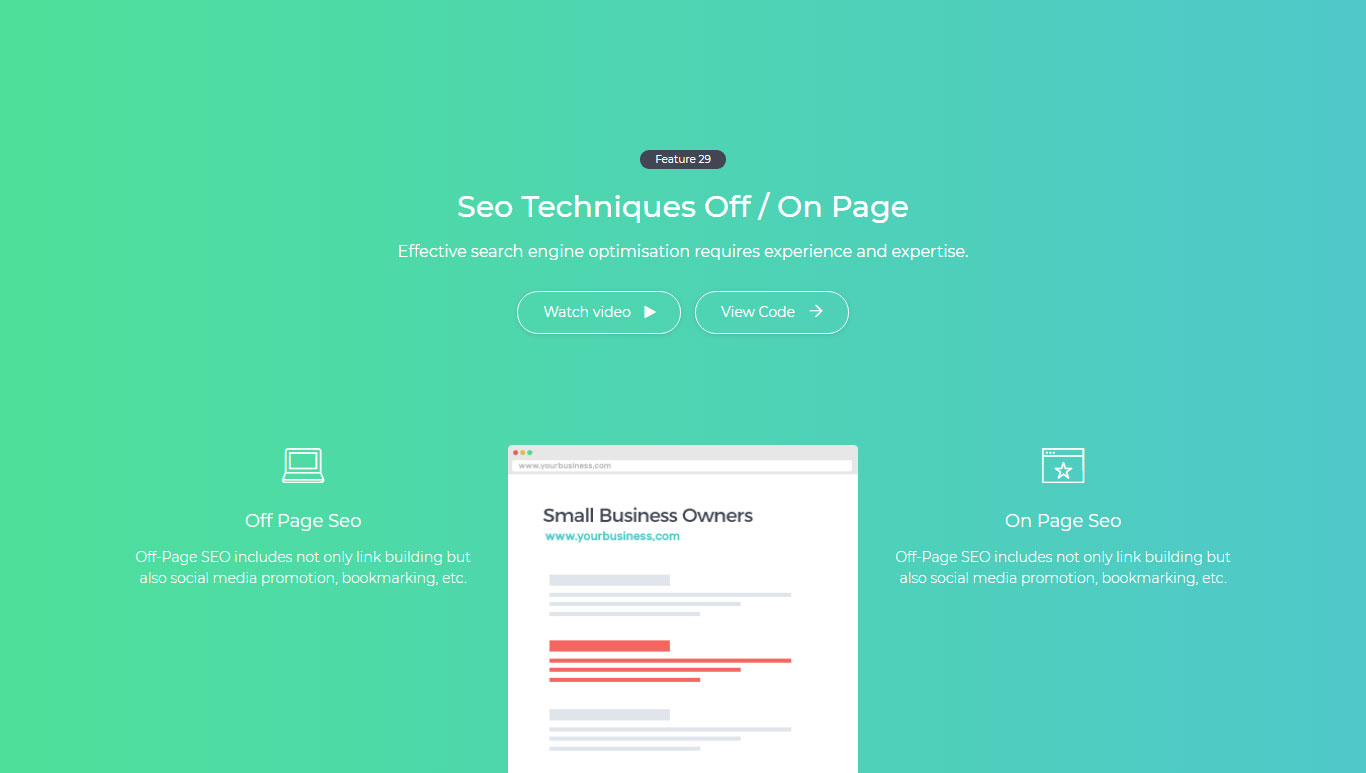 Feature 29
Seo Techniques Off / On Page
Effective search engine optimisation requires experience and expertise.
Watch video
View Code
Off Page Seo
Off-Page SEO includes not only link building but
also social media promotion, bookmarking, etc.
www.yourbusiness.com
Small Business Owners
www.yourbusiness,com
On Page Seo
Off-Page SEO includes not only link building but
also social media promotion, bookmarking, etc.